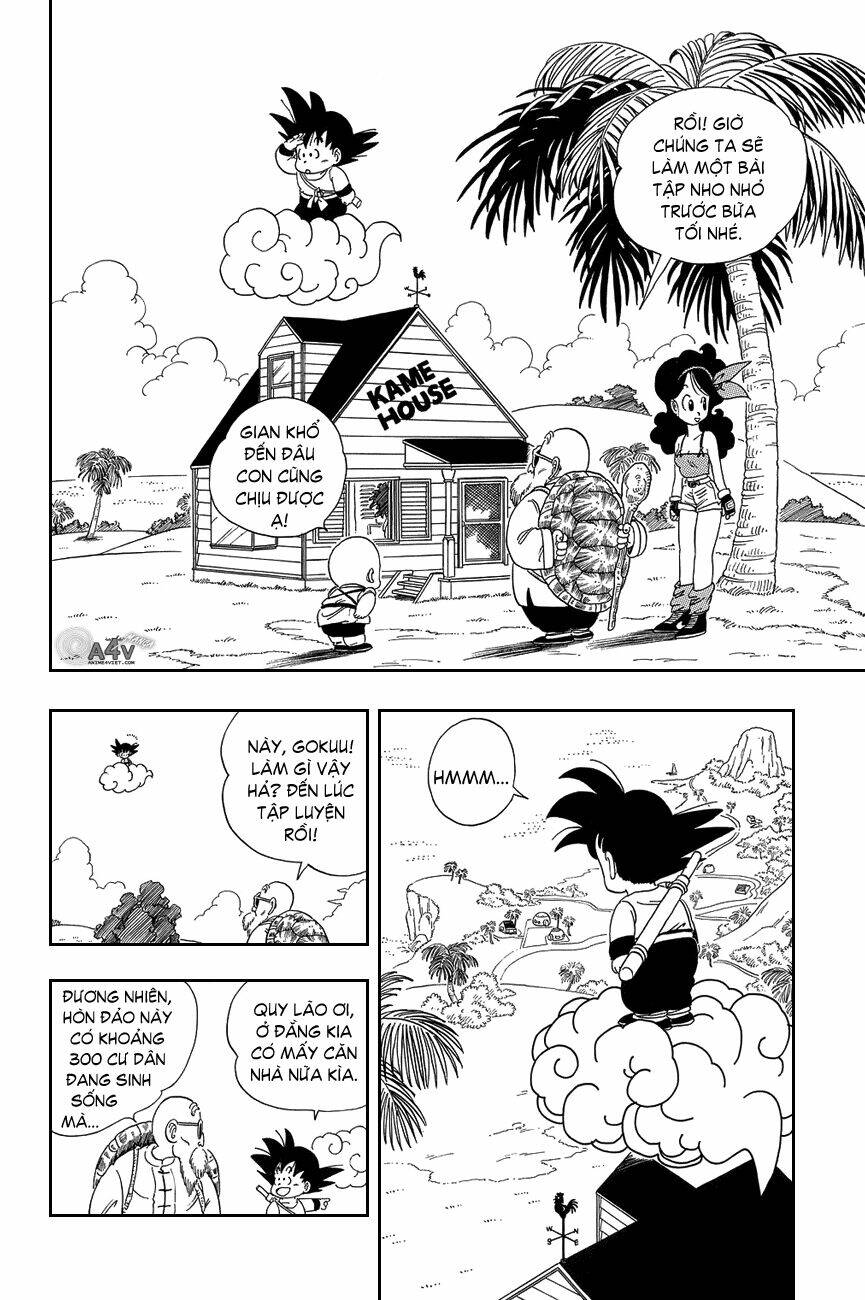 RỒI! GIỜ
CHÚNG TA SẼ
LÀM MỘT BÀI
TẬP NHO NHỎ
TRƯỚC BỮA
TỐI NHÉ.
KAME
HOUSE
GIAN KHỔ
ĐẾN ĐÂU
CON CŨNG
CHỊU ĐƯỢC
Ạ!
A4V
ANIME4VIET.COM
HMMM...
NÀY, GOKUU!
LÀM GÌ VẬY
HẢ? ĐẾN LÚC
TẬP LUYỆN
RỒI!
QUY LÃO ƠI,
Ở ĐẰNG KIA
CÓ MẤY CĂN
NHÀ NỮA KÌA.
ĐƯƠNG NHIÊN,
HÒN ĐẢO NÀY
CÓ KHOẢNG
300 CƯ DÂN
ĐANG SINH
SỐNG
MÀ...
W N
S E